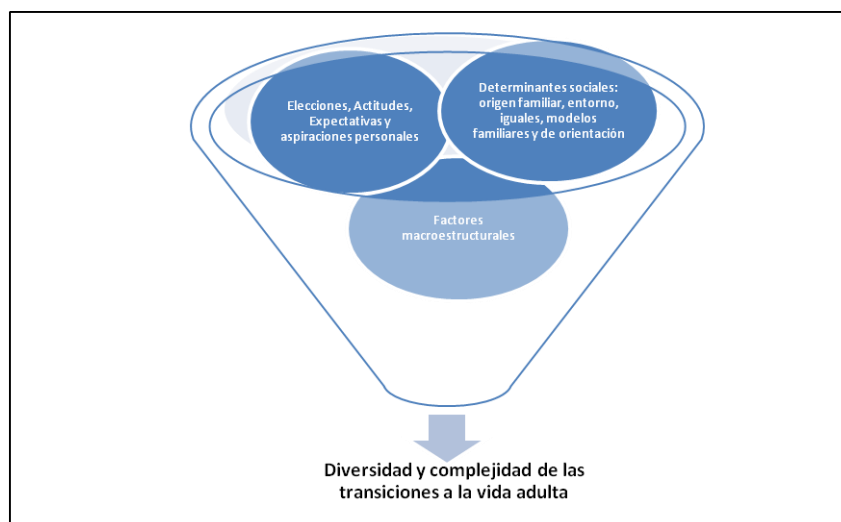 Elecciones, Actitudes,
Expectativas y
aspiraciones personales
Determinantes sociales:
origen familiar, entorno,
iguales, modelos
familiares y de orientación
Factores
macroestructurales
Diversidad y complejidad de las
transiciones a la vida adulta